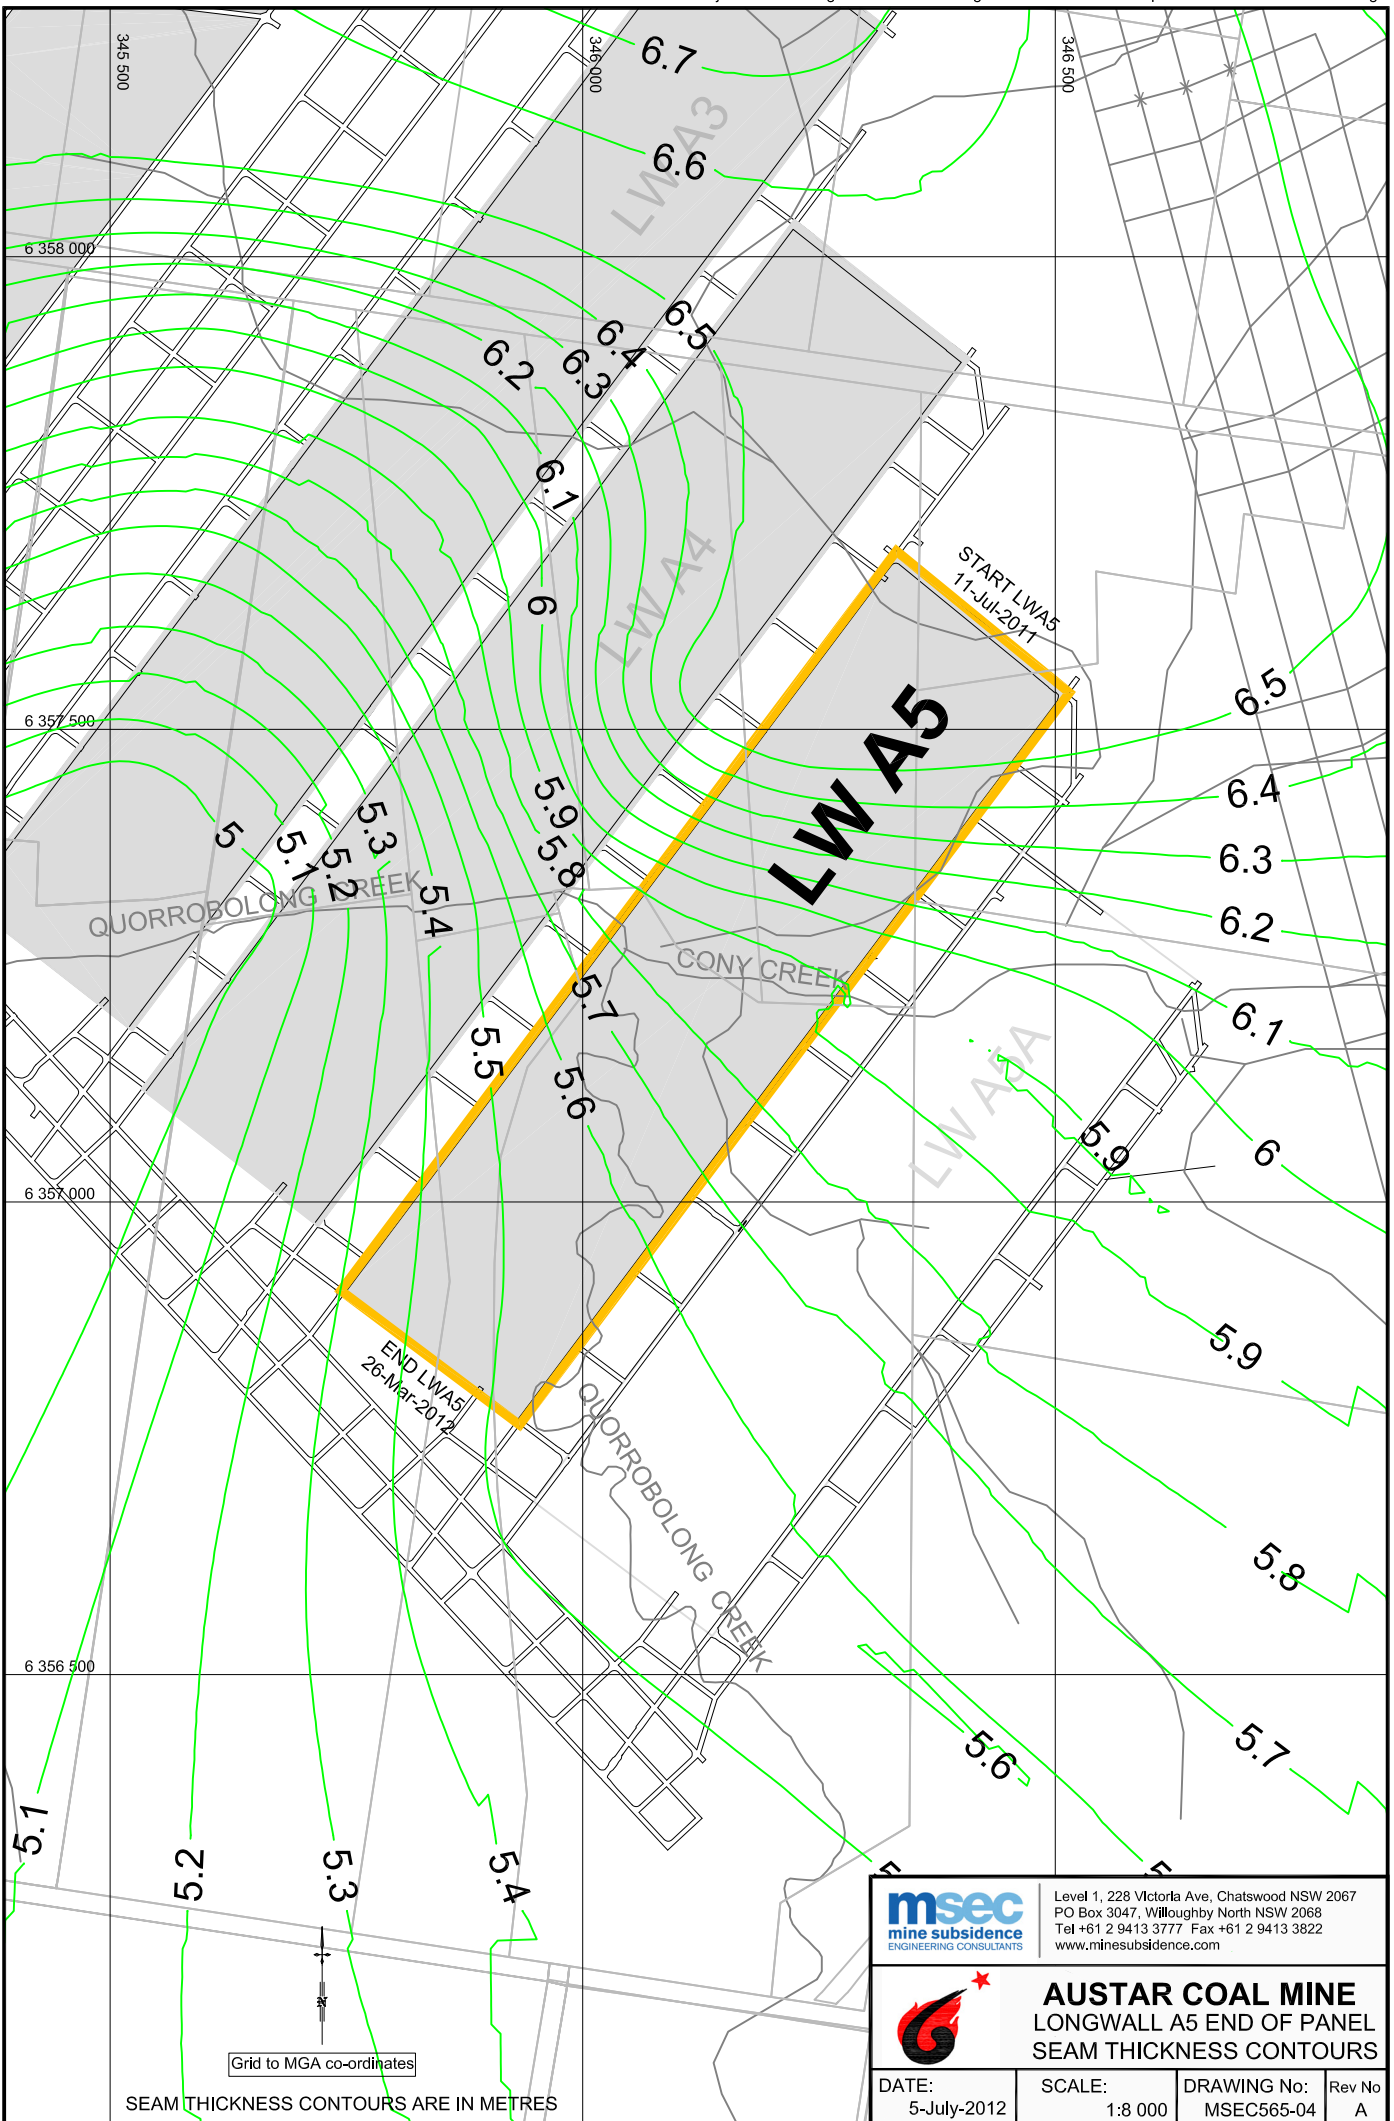 345 500
346 000
346 500
6.7
LWA3
6.6
6 358 000
6.5
6.4
6.3
6.2
6.1
LW A4
6
START LWA5
11-Jul-2011
6.5
LW A5
6 357 500
6.4
5.9
5.3
5
5.1
5.2
5.8
6.3
5.4
QUORROBOLONG CREEK
6.2
CONY CREEK
5.7
5.5
6.1
5.6
LW A5A
5.9
6
6 357 000
END LWA5
26-Mar-2012
5.9
QUORROBOLONG CREEK
5.8
6 356 500
5.6
5.7
5.1
5.2
5.3
5.4
msec
mine subsidence
ENGINEERING CONSULTANTS
Level 1, 228 Victoria Ave, Chatswood NSW 2067
PO Box 3047, Willoughby North NSW 2068
Tel +61 2 9413 3777 Fax +61 2 9413 3822
www.minesubsidence.com
AUSTAR COAL MINE
LONGWALL A5 END OF PANEL
SEAM THICKNESS CONTOURS
N
Grid to MGA co-ordinates
SEAM THICKNESS CONTOURS ARE IN METRES
DATE:
5-July-2012
SCALE:
1:8 000
DRAWING No:
MSEC565-04
Rev No
A